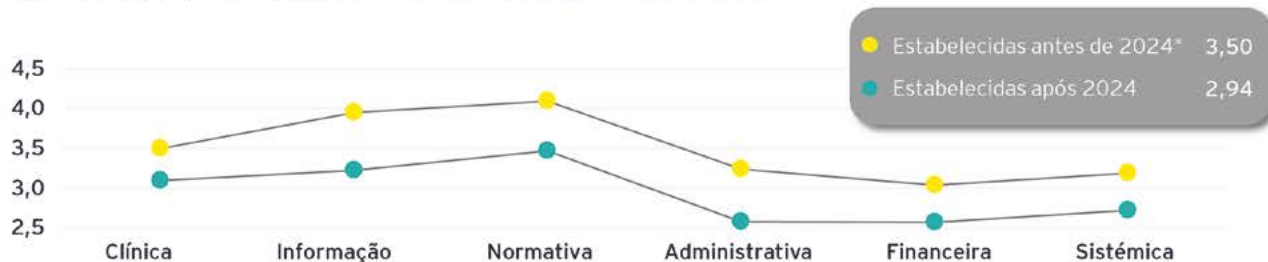 Estabelecidas antes de 2024* 3,50
Estabelecidas após 2024 2,94
4,5
4,0
3,5
3,0
2,5
Clínica Informação Normativa Administrativa Financeira Sistémica